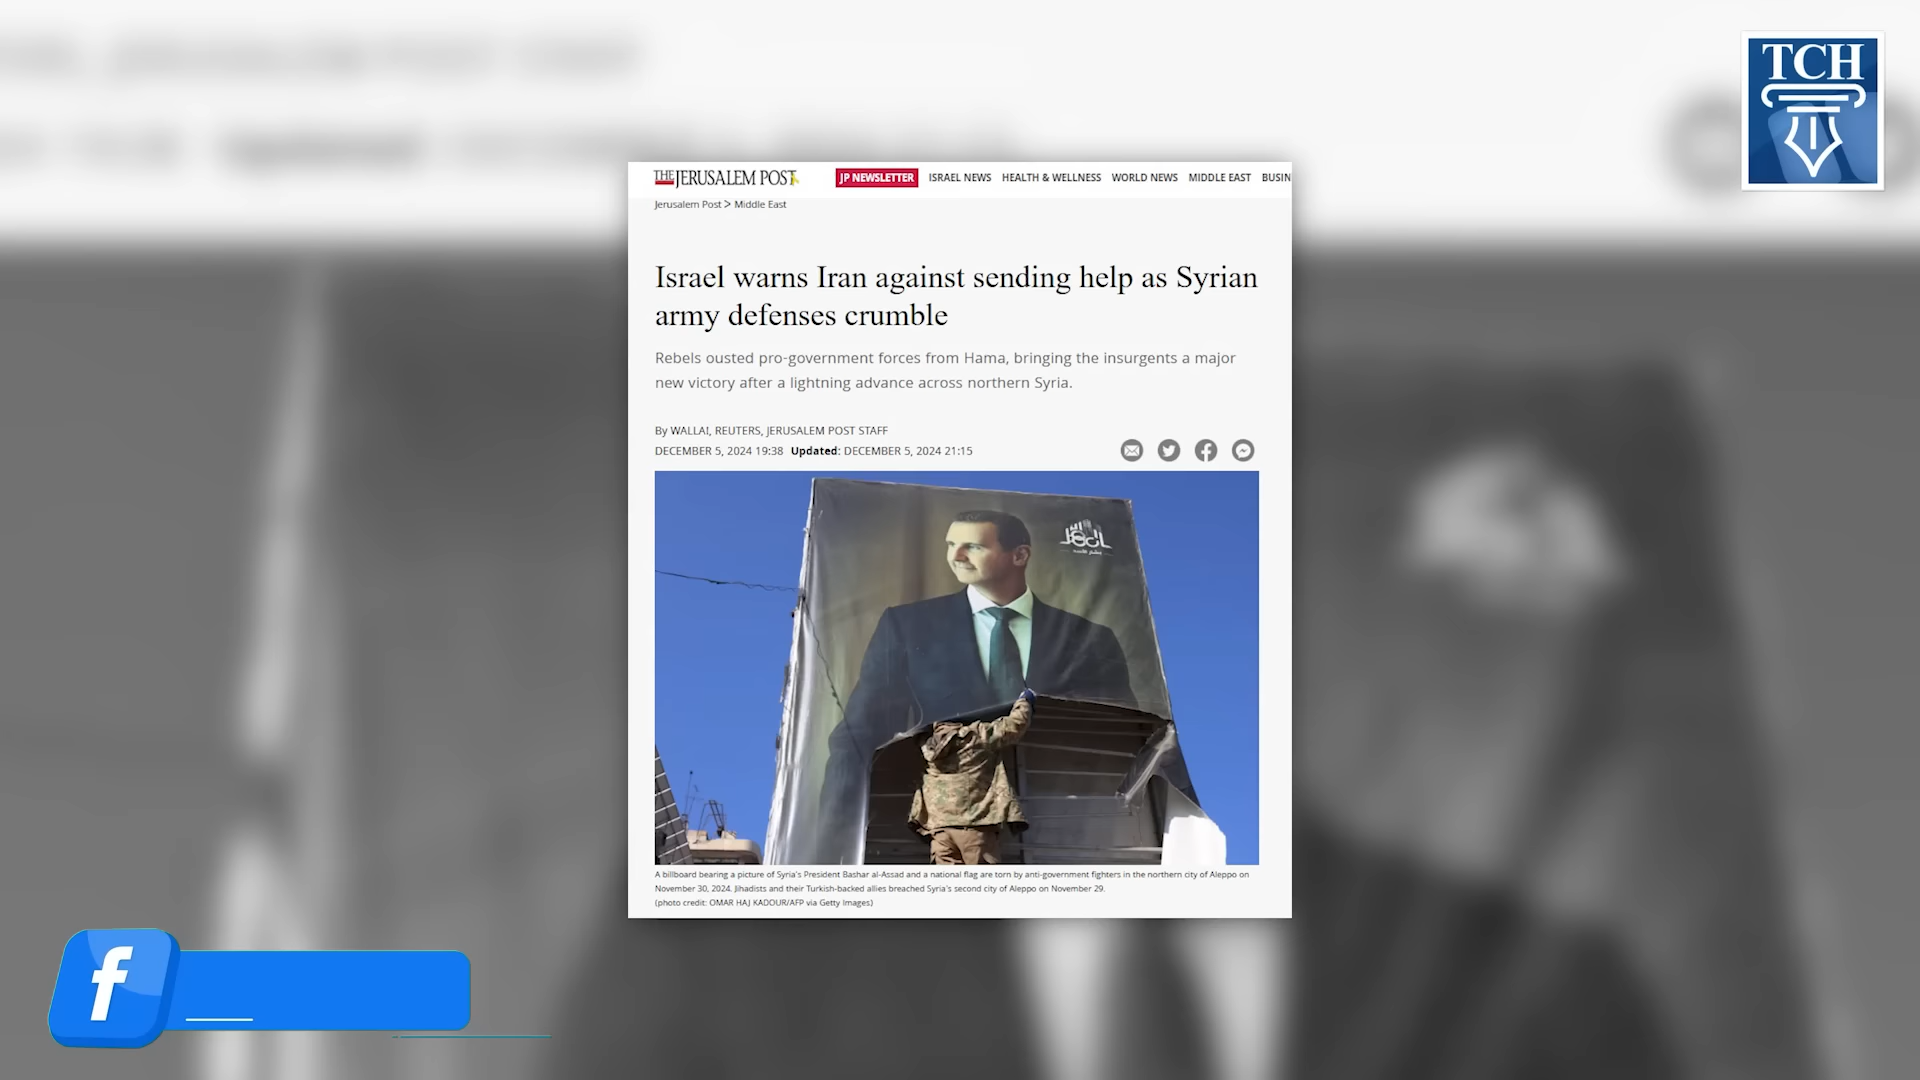 TCH
THE JERUSALEM POST
JP NEWSLETTER ISRAEL NEWS HEALTH & WELLNESS WORLD NEWS MIDDLE EAST BUSIN
Jerusalem Post > Middle East
Israel warns Iran against sending help as Syrian
army defenses crumble
Rebels ousted pro-government forces from Hama, bringing the insurgents a major
new victory after a lightning advance across northern Syria.
By WALLAI, REUTERS, JERUSALEM POST STAFF
DECEMBER 5, 2024 19:38 Updated: DECEMBER 5, 2024 21:15
A billboard bearing a picture of Syria's President Bashar al-Assad and a national flag are torn by anti-government fighters in the northern city of Aleppo on
November 30, 2024. Jihadists and their Turkish-backed allies breached Syria's second city of Aleppo on November 29.
(photo credit: OMAR HAJ KADOUR/AFP via Getty Images)
f